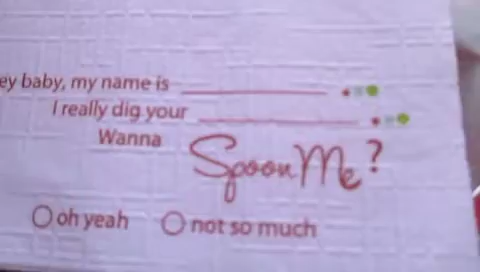 ey baby, my name is
I really dig your
Wanna
Spoon Me?
oh yeah not so much